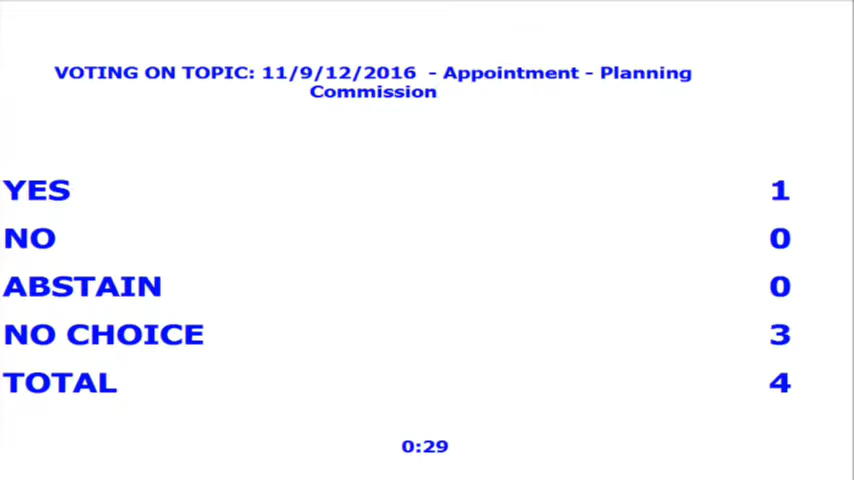 VOTING ON TOPIC: 11/9/12/2016 - Appointment - Planning
Commission
YES 1
NO 0
ABSTAIN 0
NO CHOICE 3
TOTAL 4
0:29